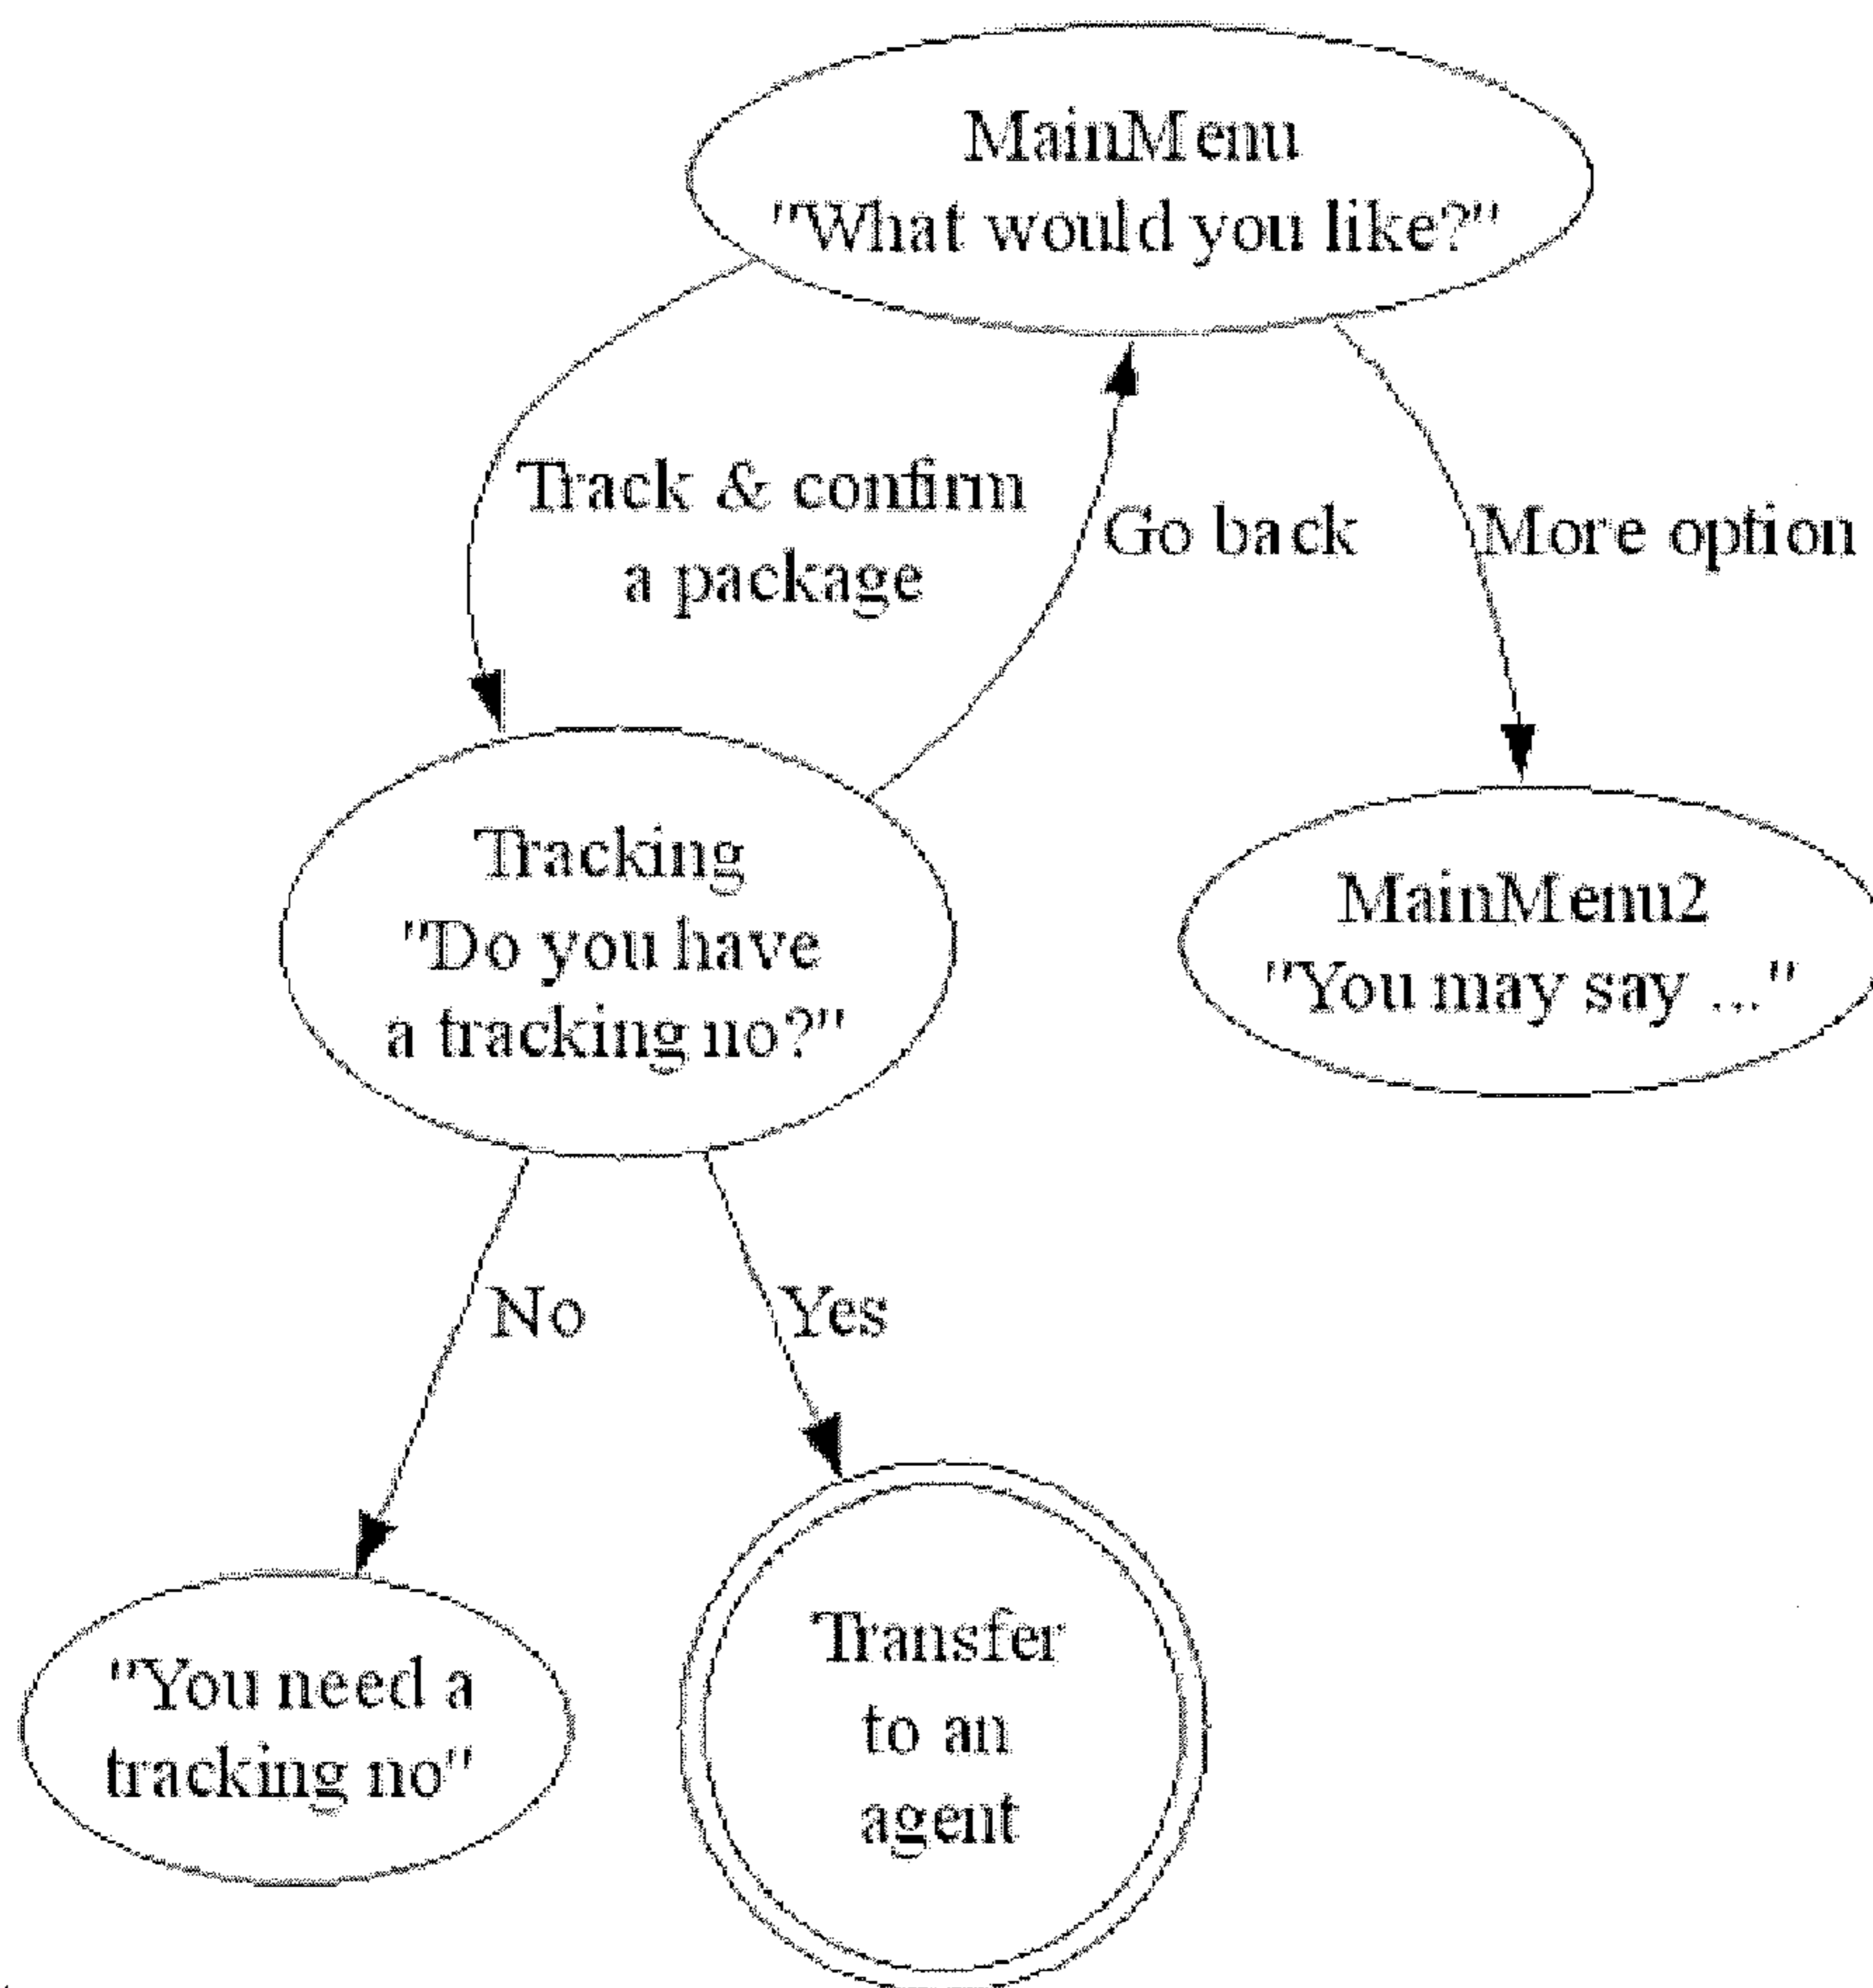 MainMenu
"What would you like?"
Track & confirm
a package
Go back
More option
Tracking
"Do you have
a tracking no?"
MainMenu2
"You may say ..."
No
Yes
"You need a
tracking no"
Transfer
to an
agent